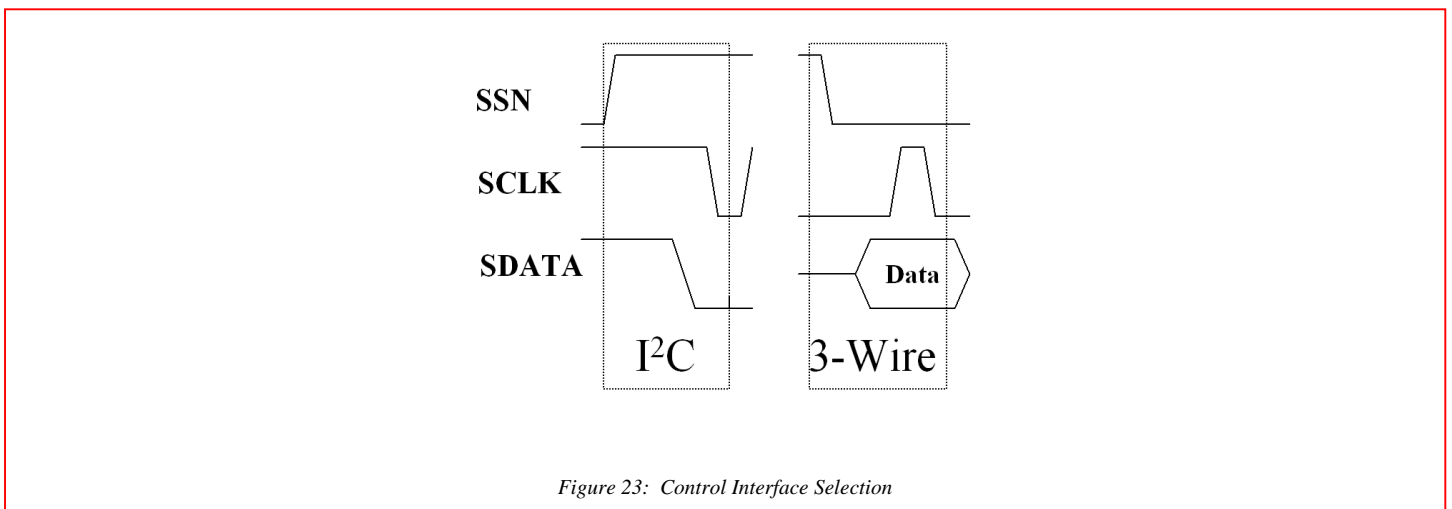 SSN
SCLK
SDATA
Data
I²C
3-Wire
Figure 23: Control Interface Selection